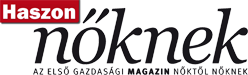 Haszon
nőknek
AZ ELSŐ GAZDASÁGI MAGAZIN NŐKTŐL NŐKNEK